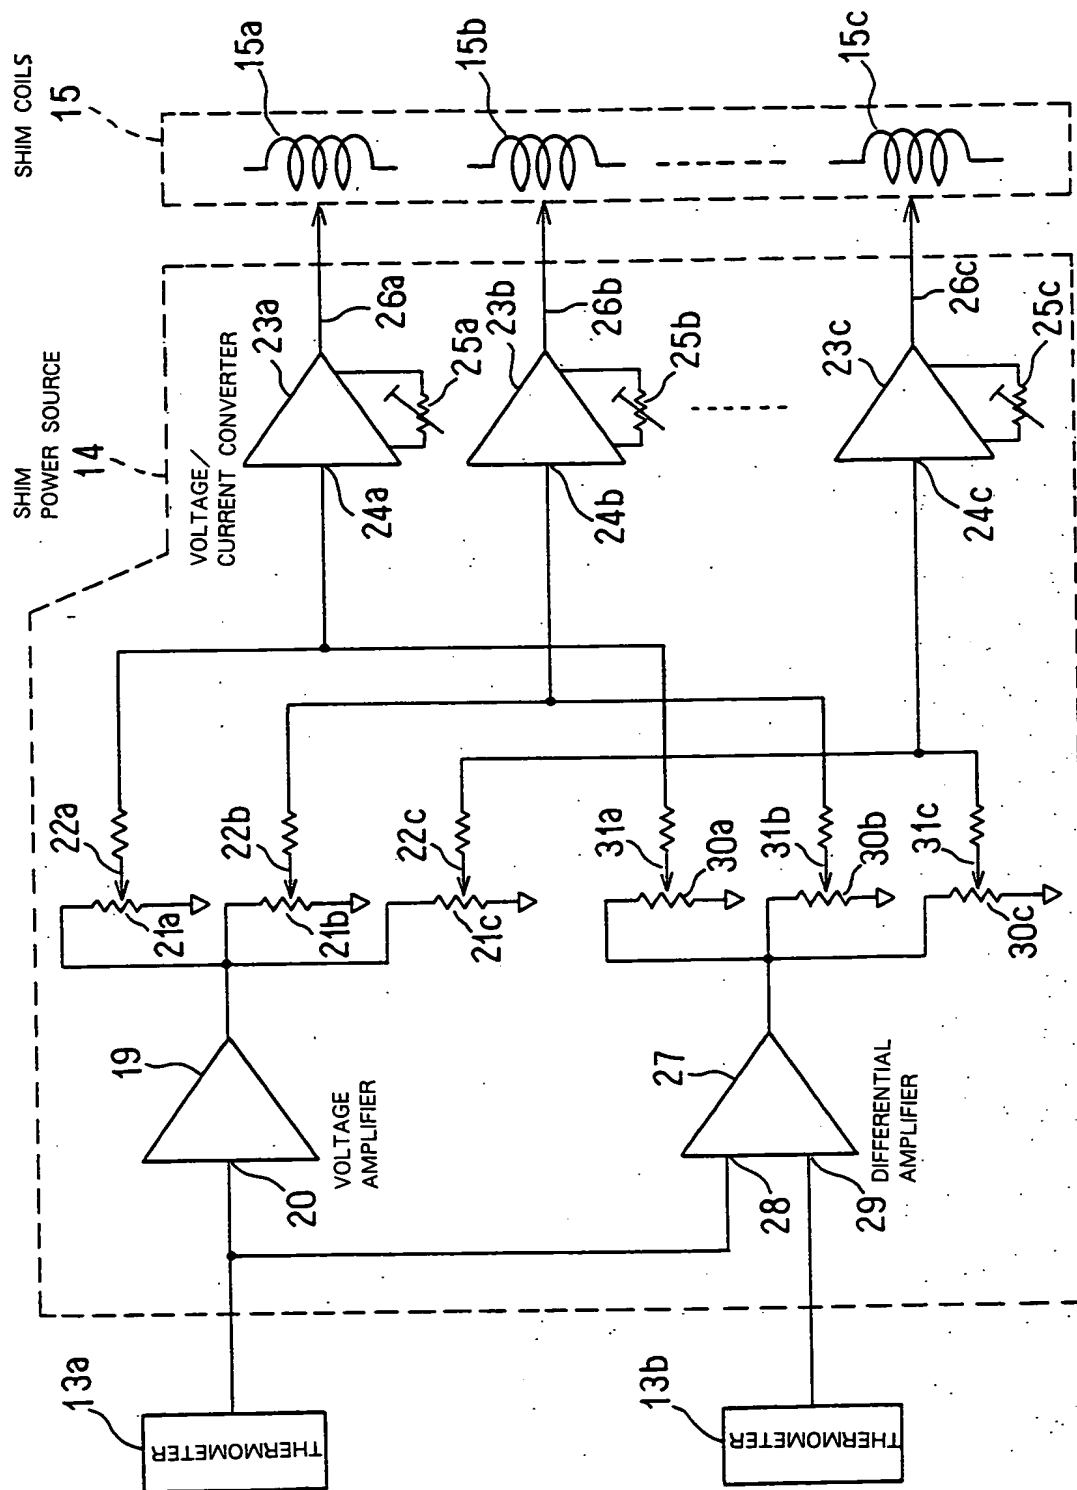 SHIM COILS
15
15a
15b
15c
SHIM
POWER SOURCE
14
VOLTAGE/
CURRENT CONVERTER
23a
24a
25a
26a
23b
24b
25b
26b
23c
24c
25c
26c
22a
21a
22b
21b
22c
21c
31a
30a
31b
30b
31c
30c
19
20
VOLTAGE
AMPLIFIER
27
28
29
DIFFERENTIAL
AMPLIFIER
13a
THERMOMETER
13b
THERMOMETER